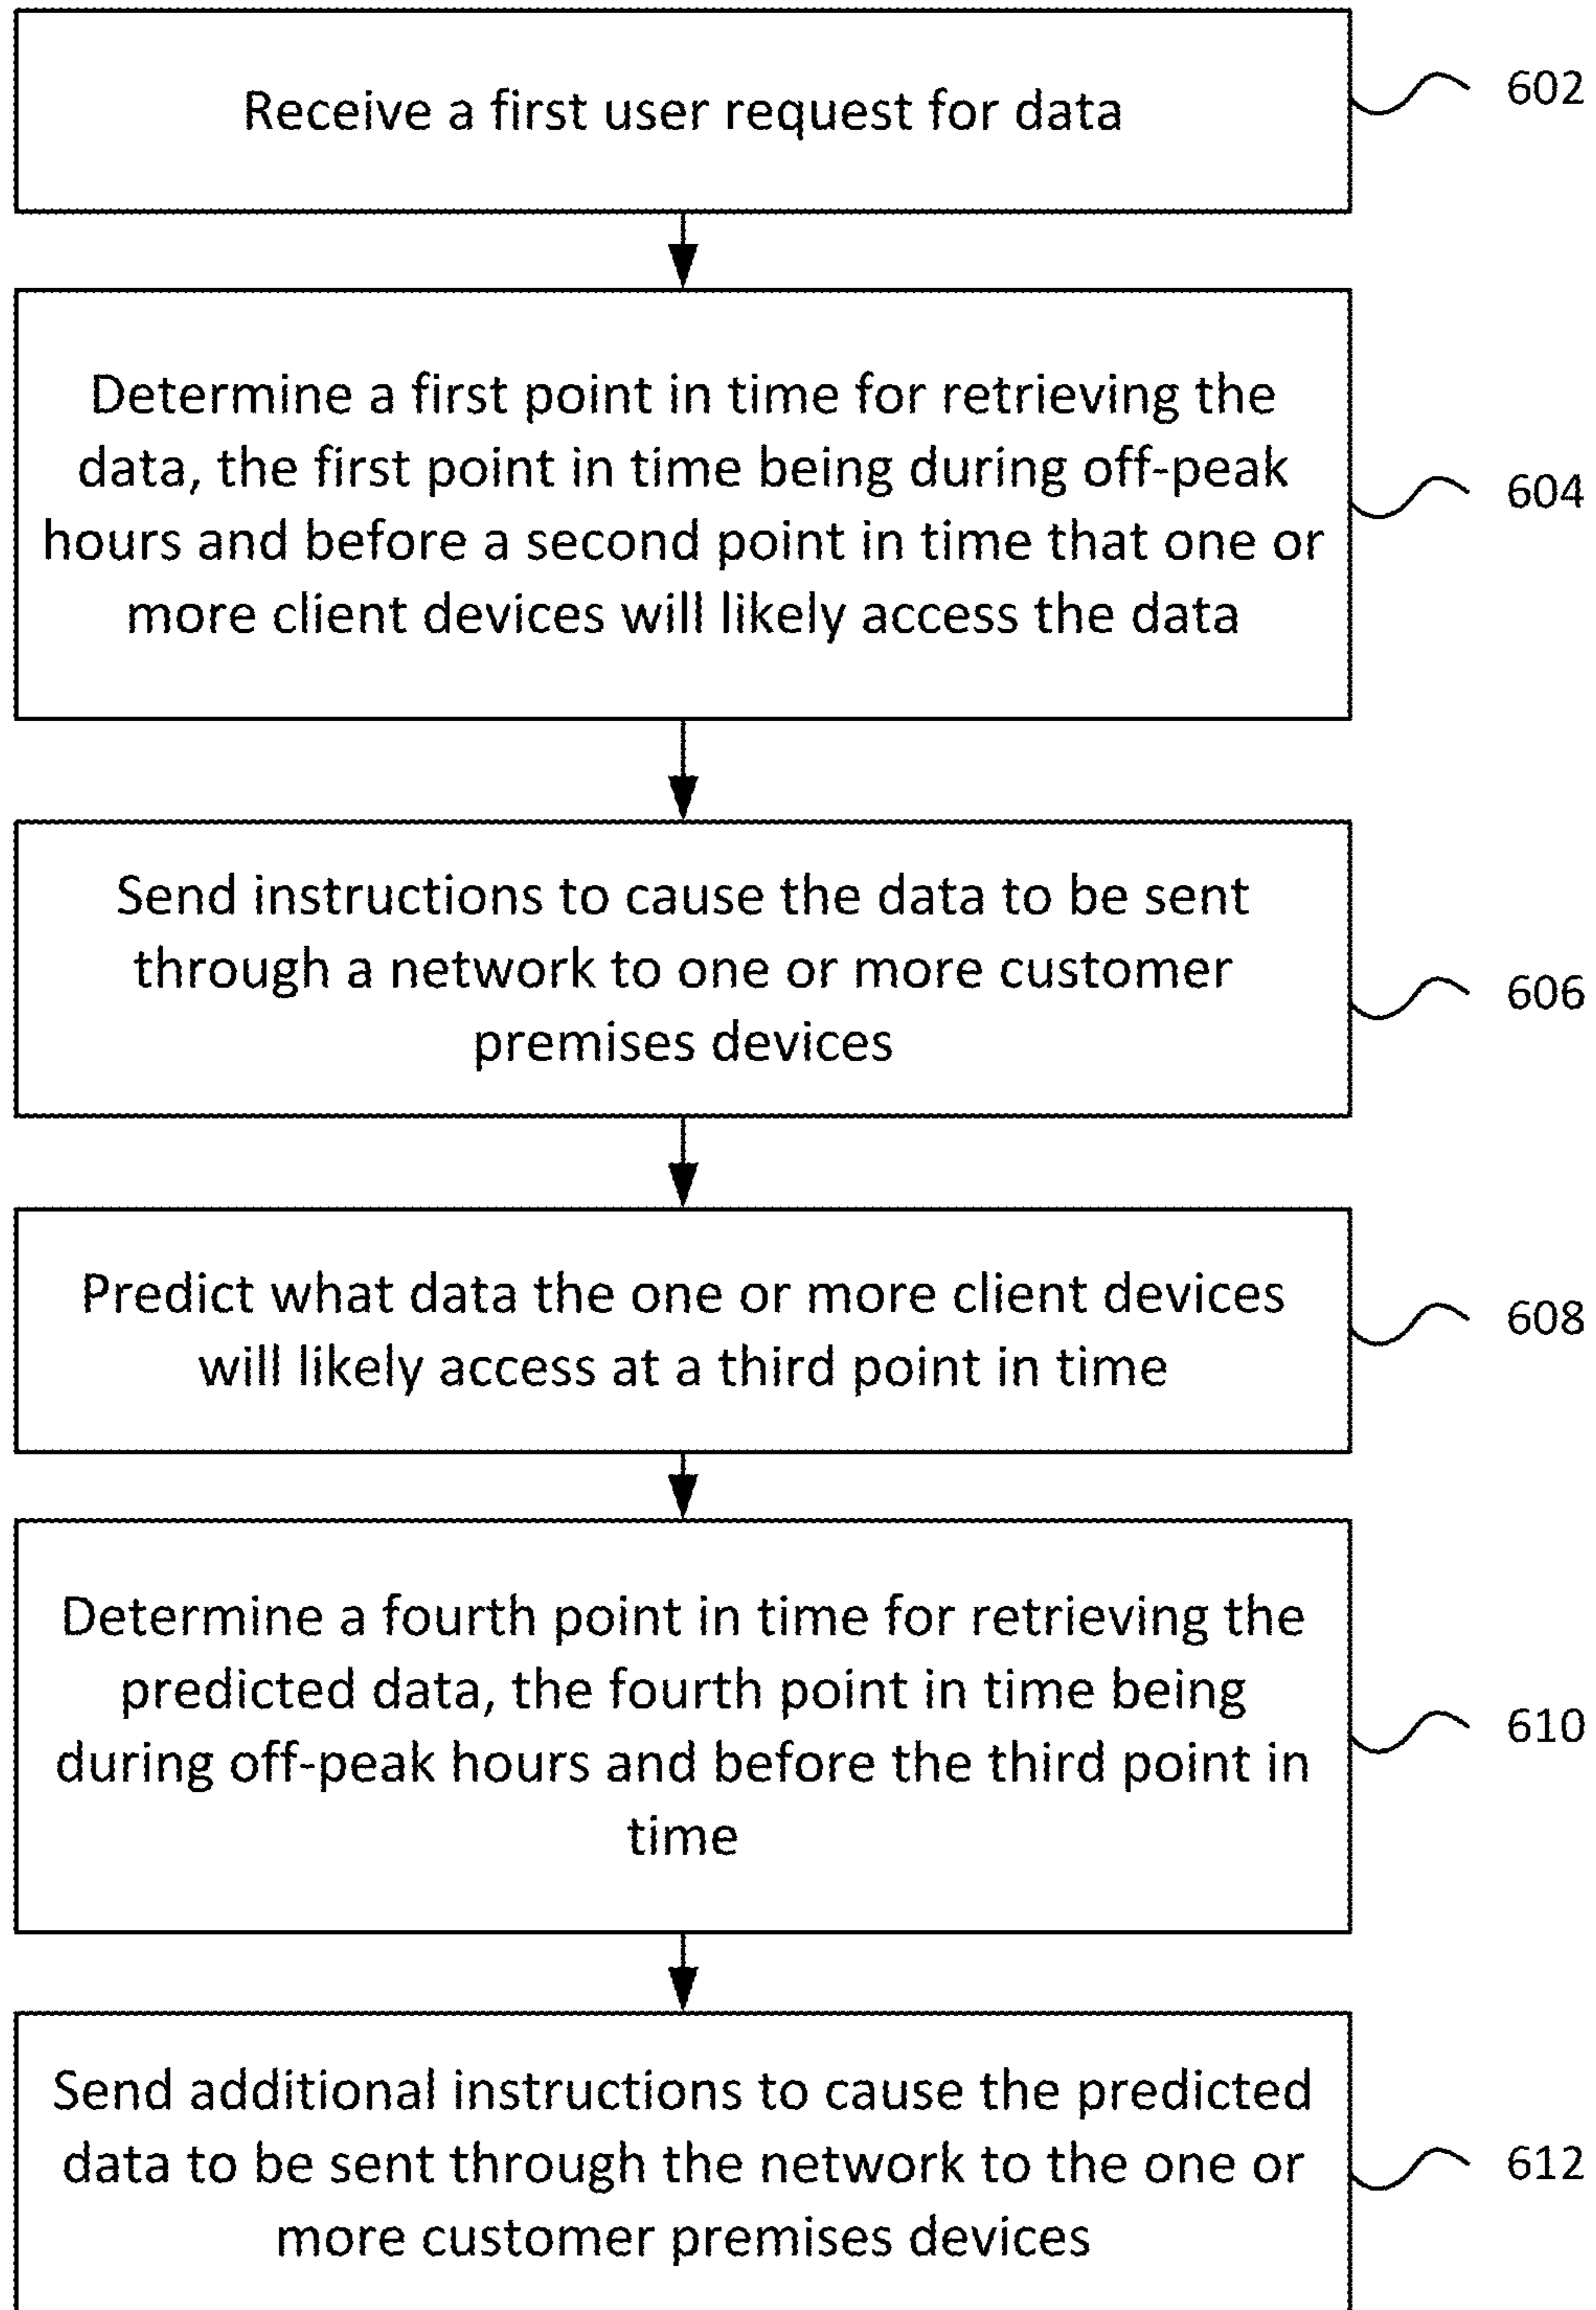 Receive a first user request for data
602
Determine a first point in time for retrieving the
data, the first point in time being during off-peak
hours and before a second point in time that one or
more client devices will likely access the data
604
Send instructions to cause the data to be sent
through a network to one or more customer
premises devices
606
Predict what data the one or more client devices
will likely access at a third point in time
608
Determine a fourth point in time for retrieving the
predicted data, the fourth point in time being
during off-peak hours and before the third point in
time
610
Send additional instructions to cause the predicted
data to be sent through the network to the one or
more customer premises devices
612